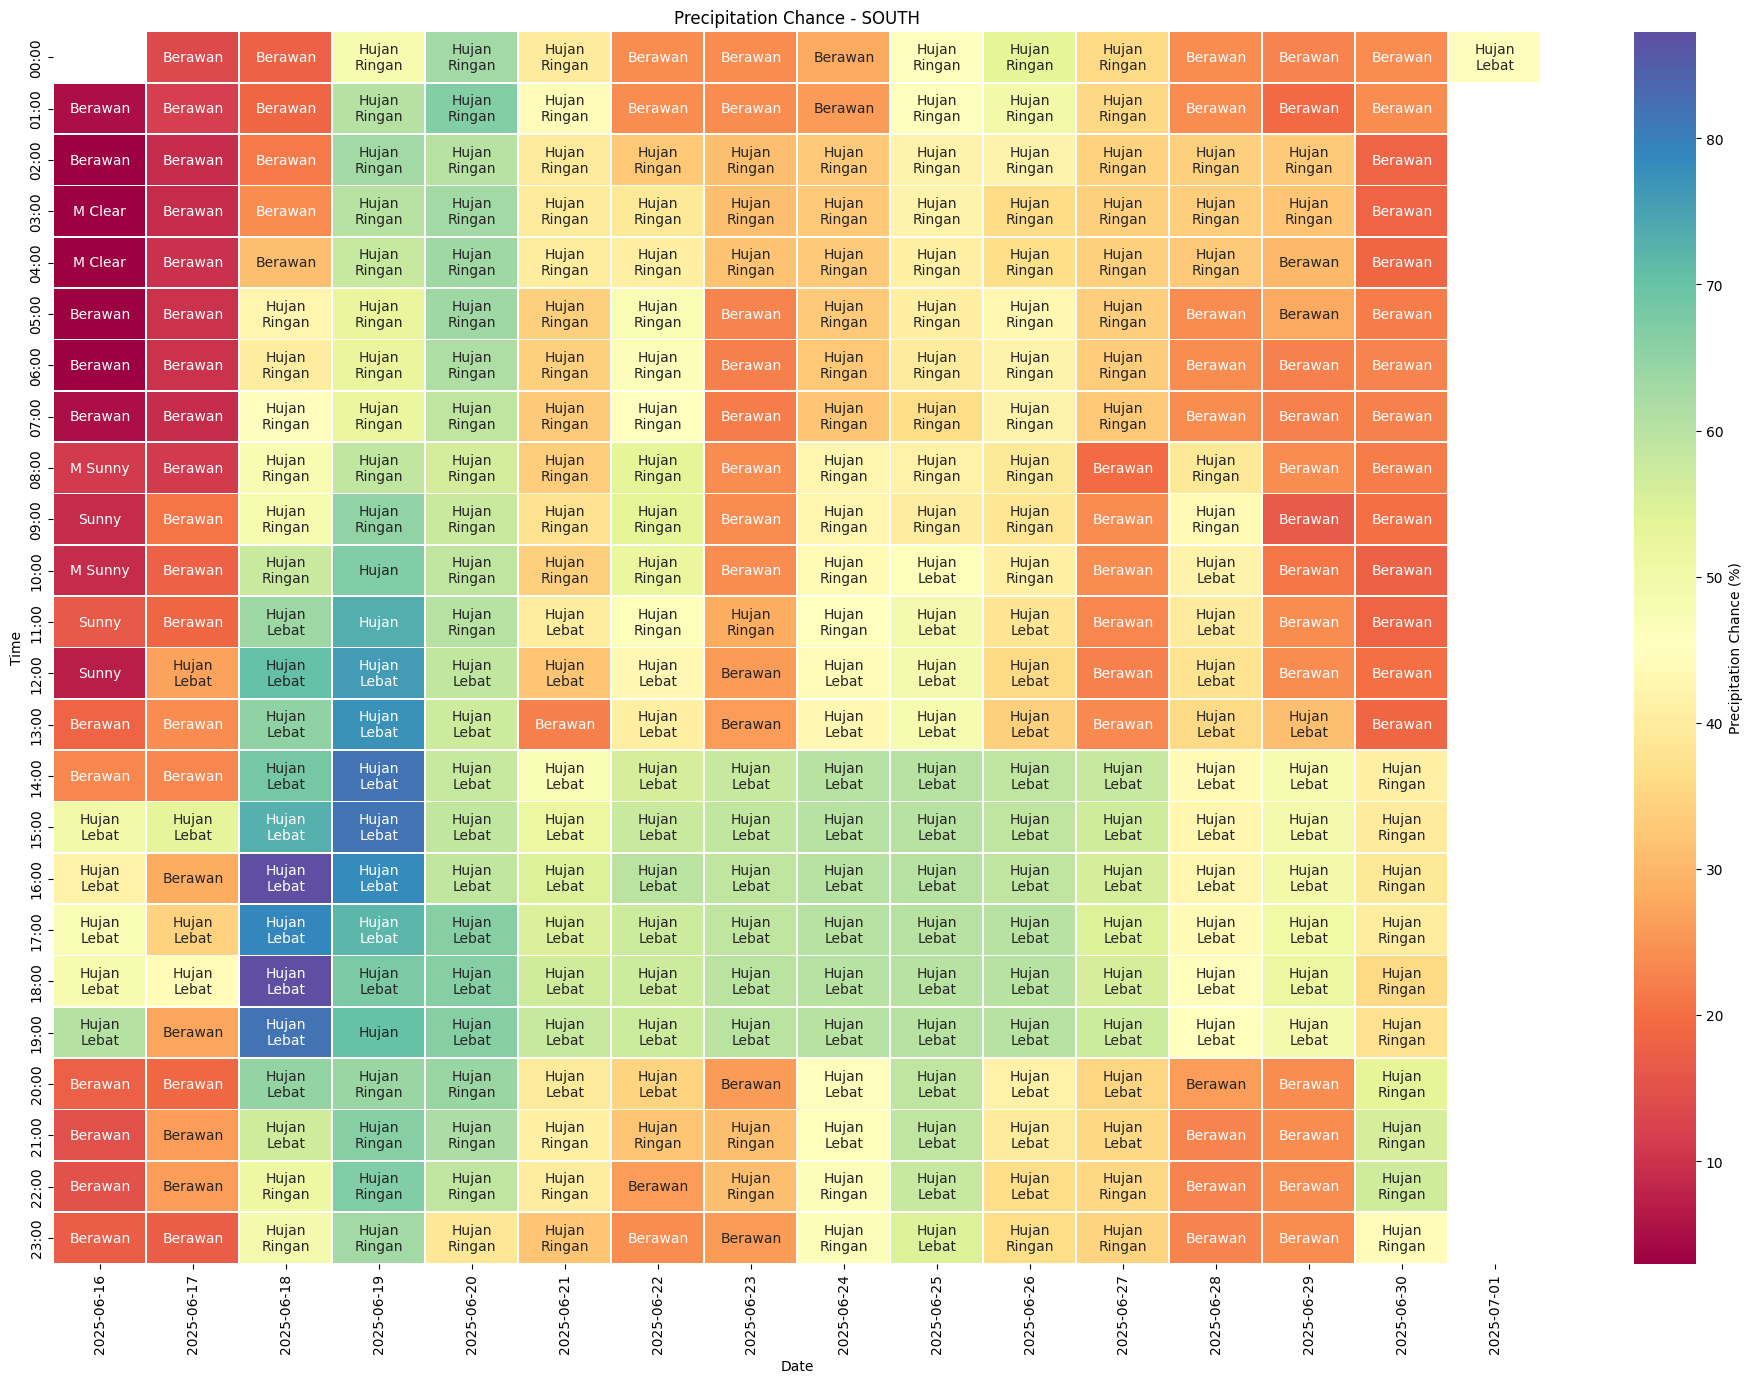 Precipitation Chance - SOUTH
00:00 Berawan Berawan Hujan Ringan Hujan Ringan Hujan Ringan Berawan Berawan Berawan Hujan Ringan Hujan Ringan Hujan Ringan Berawan Berawan Berawan Hujan Lebat
01:00 Berawan Berawan Berawan Hujan Ringan Hujan Ringan Hujan Ringan Berawan Berawan Berawan Hujan Ringan Hujan Ringan Hujan Ringan Berawan Berawan Berawan
02:00 Berawan Berawan Berawan Hujan Ringan Hujan Ringan Hujan Ringan Hujan Ringan Hujan Ringan Hujan Ringan Hujan Ringan Hujan Ringan Hujan Ringan Hujan Ringan Hujan Ringan Berawan
03:00 M Clear Berawan Berawan Hujan Ringan Hujan Ringan Hujan Ringan Hujan Ringan Hujan Ringan Hujan Ringan Hujan Ringan Hujan Ringan Hujan Ringan Hujan Ringan Hujan Ringan Berawan
04:00 M Clear Berawan Berawan Hujan Ringan Hujan Ringan Hujan Ringan Hujan Ringan Hujan Ringan Hujan Ringan Hujan Ringan Hujan Ringan Hujan Ringan Hujan Ringan Berawan Berawan
05:00 Berawan Berawan Hujan Ringan Hujan Ringan Hujan Ringan Hujan Ringan Hujan Ringan Berawan Hujan Ringan Hujan Ringan Hujan Ringan Hujan Ringan Berawan Berawan Berawan
06:00 Berawan Berawan Hujan Ringan Hujan Ringan Hujan Ringan Hujan Ringan Hujan Ringan Berawan Hujan Ringan Hujan Ringan Hujan Ringan Hujan Ringan Berawan Berawan Berawan
07:00 Berawan Berawan Hujan Ringan Hujan Ringan Hujan Ringan Hujan Ringan Hujan Ringan Berawan Hujan Ringan Hujan Ringan Hujan Ringan Hujan Ringan Berawan Berawan Berawan
08:00 M Sunny Berawan Hujan Ringan Hujan Ringan Hujan Ringan Hujan Ringan Hujan Ringan Berawan Hujan Ringan Hujan Ringan Hujan Ringan Berawan Hujan Ringan Berawan Berawan
09:00 Sunny Berawan Hujan Ringan Hujan Ringan Hujan Ringan Hujan Ringan Hujan Ringan Berawan Hujan Ringan Hujan Ringan Hujan Ringan Berawan Hujan Ringan Berawan Berawan
10:00 M Sunny Berawan Hujan Ringan Hujan Hujan Ringan Hujan Ringan Hujan Ringan Berawan Hujan Ringan Hujan Lebat Hujan Ringan Berawan Hujan Lebat Berawan Berawan
11:00 Sunny Berawan Hujan Lebat Hujan Hujan Ringan Hujan Lebat Hujan Ringan Hujan Ringan Hujan Ringan Hujan Lebat Hujan Lebat Berawan Hujan Lebat Berawan Berawan
12:00 Sunny Hujan Lebat Hujan Lebat Hujan Lebat Hujan Lebat Hujan Lebat Hujan Lebat Berawan Hujan Lebat Hujan Lebat Hujan Lebat Berawan Hujan Lebat Berawan Berawan
13:00 Berawan Berawan Hujan Lebat Hujan Lebat Hujan Lebat Berawan Hujan Lebat Berawan Hujan Lebat Hujan Lebat Hujan Lebat Berawan Hujan Lebat Hujan Lebat Berawan
14:00 Berawan Berawan Hujan Lebat Hujan Lebat Hujan Lebat Hujan Lebat Hujan Lebat Hujan Lebat Hujan Lebat Hujan Lebat Hujan Lebat Hujan Lebat Hujan Lebat Hujan Lebat Hujan Ringan
15:00 Hujan Lebat Hujan Lebat Hujan Lebat Hujan Lebat Hujan Lebat Hujan Lebat Hujan Lebat Hujan Lebat Hujan Lebat Hujan Lebat Hujan Lebat Hujan Lebat Hujan Lebat Hujan Lebat Hujan Ringan
16:00 Hujan Lebat Berawan Hujan Lebat Hujan Lebat Hujan Lebat Hujan Lebat Hujan Lebat Hujan Lebat Hujan Lebat Hujan Lebat Hujan Lebat Hujan Lebat Hujan Lebat Hujan Lebat Hujan Ringan
17:00 Hujan Lebat Hujan Lebat Hujan Lebat Hujan Lebat Hujan Lebat Hujan Lebat Hujan Lebat Hujan Lebat Hujan Lebat Hujan Lebat Hujan Lebat Hujan Lebat Hujan Lebat Hujan Lebat Hujan Ringan
18:00 Hujan Lebat Hujan Lebat Hujan Lebat Hujan Lebat Hujan Lebat Hujan Lebat Hujan Lebat Hujan Lebat Hujan Lebat Hujan Lebat Hujan Lebat Hujan Lebat Hujan Lebat Hujan Lebat Hujan Ringan
19:00 Hujan Lebat Berawan Hujan Lebat Hujan Hujan Lebat Hujan Lebat Hujan Lebat Hujan Lebat Hujan Lebat Hujan Lebat Hujan Lebat Hujan Lebat Hujan Lebat Hujan Lebat Hujan Ringan
20:00 Berawan Berawan Hujan Lebat Hujan Ringan Hujan Ringan Hujan Lebat Hujan Lebat Berawan Hujan Lebat Hujan Lebat Hujan Lebat Hujan Lebat Berawan Berawan Hujan Ringan
21:00 Berawan Berawan Hujan Lebat Hujan Ringan Hujan Ringan Hujan Ringan Hujan Ringan Hujan Ringan Hujan Lebat Hujan Lebat Hujan Lebat Hujan Lebat Berawan Berawan Hujan Ringan
22:00 Berawan Berawan Hujan Ringan Hujan Ringan Hujan Ringan Hujan Ringan Berawan Hujan Ringan Hujan Ringan Hujan Lebat Hujan Lebat Hujan Ringan Berawan Berawan Hujan Ringan
23:00 Berawan Berawan Hujan Ringan Hujan Ringan Hujan Ringan Hujan Ringan Berawan Berawan Hujan Ringan Hujan Lebat Hujan Ringan Hujan Ringan Berawan Berawan Hujan Ringan
2025-06-16 2025-06-17 2025-06-18 2025-06-19 2025-06-20 2025-06-21 2025-06-22 2025-06-23 2025-06-24 2025-06-25 2025-06-26 2025-06-27 2025-06-28 2025-06-29 2025-06-30 2025-07-01
Date
Time
80
70
60
50
40
30
20
10
Precipitation Chance (%)